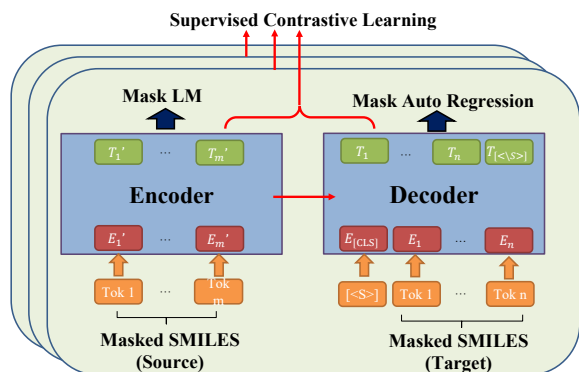 Supervised Contrastive Learning
Mask LM
Mask Auto Regression
T₁′ ... Tₘ′
T₁ ... Tₙ T[<\S>]
Encoder
Decoder
E₁′ ... Eₘ′
E[CLS] E₁ ... Eₙ
Tok 1 ... Tok m
[<S>] Tok 1 ... Tok n
Masked SMILES
(Source)
Masked SMILES
(Target)